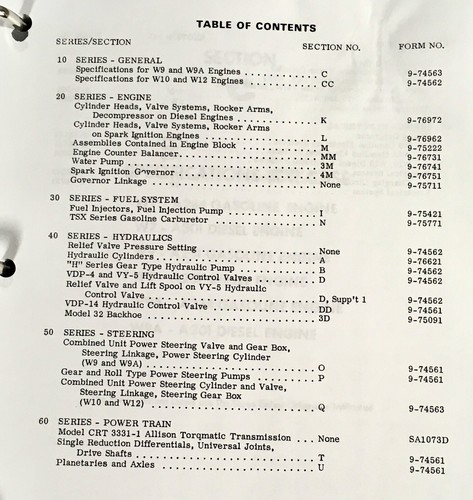 TABLE OF CONTENTS
SERIES/SECTION SECTION NO. FORM NO.
10 SERIES - GENERAL
Specifications for W9 and W9A Engines . . . . . . . . . . . C 9-74563
Specifications for W10 and W12 Engines . . . . . . . . . . CC 9-74562
20 SERIES - ENGINE
Cylinder Heads, Valve Systems, Rocker Arms,
Decompressor on Diesel Engines . . . . . . . . . . . . K 9-76972
Cylinder Heads, Valve Systems, Rocker Arms
on Spark Ignition Engines . . . . . . . . . . . . . . L 9-76962
Assemblies Contained in Engine Block . . . . . . . . . . M 9-75222
Engine Counter Balancer. . . . . . . . . . . . . . . . . MM 9-76731
Water Pump . . . . . . . . . . . . . . . . . . . . . . 3M 9-76741
Spark Ignition Governor . . . . . . . . . . . . . . . . 4M 9-76751
Governor Linkage . . . . . . . . . . . . . . . . . . . None 9-75711
30 SERIES - FUEL SYSTEM
Fuel Injectors, Fuel Injection Pump . . . . . . . . . . . I 9-75421
TSX Series Gasoline Carburetor . . . . . . . . . . . . . N 9-75771
40 SERIES - HYDRAULICS
Relief Valve Pressure Setting . . . . . . . . . . . . . . None 9-74562
Hydraulic Cylinders . . . . . . . . . . . . . . . . . . A 9-76621
"H" Series Gear Type Hydraulic Pump . . . . . . . . . . B 9-74562
VDP-4 and VY-5 Hydraulic Control Valves . . . . . . . . D 9-74562
Relief Valve and Lift Spool on VY-5 Hydraulic
Control Valve . . . . . . . . . . . . . . . . . . . D, Supp't 1 9-74562
VDP-14 Hydraulic Control Valve . . . . . . . . . . . . DD 9-74561
Model 32 Backhoe . . . . . . . . . . . . . . . . . . . 3D 9-75091
50 SERIES - STEERING
Combined Unit Power Steering Valve and Gear Box,
Steering Linkage, Power Steering Cylinder
(W9 and W9A) . . . . . . . . . . . . . . . . . . . . O 9-74561
Gear and Roll Type Power Steering Pumps . . . . . . . . P 9-74561
Combined Unit Power Steering Cylinder and Valve,
Steering Linkage, Steering Gear Box
(W10 and W12) . . . . . . . . . . . . . . . . . . . Q 9-74563
60 SERIES - POWER TRAIN
Model CRT 3331-1 Allison Torqmatic Transmission . . . None SA1073D
Single Reduction Differentials, Universal Joints,
Drive Shafts . . . . . . . . . . . . . . . . . . . . T 9-74561
Planetaries and Axles . . . . . . . . . . . . . . . . . U 9-74561